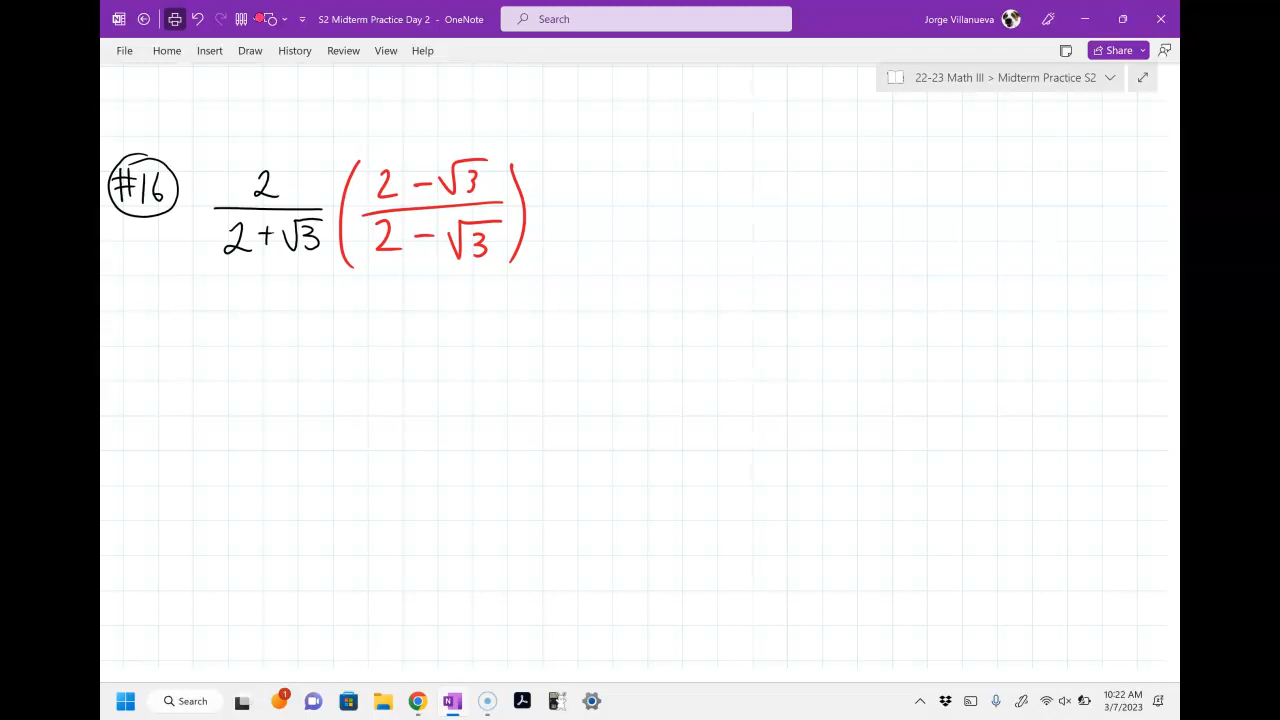 S2 Midterm Practice Day 2 - OneNote
Search
Jorge Villanueva
File Home Insert Draw History Review View Help
Share
22-23 Math III > Midterm Practice S2
#16
2 / (2 + √3) ( (2 - √3) / (2 - √3) )
Search
1
10:22 AM
3/7/2023